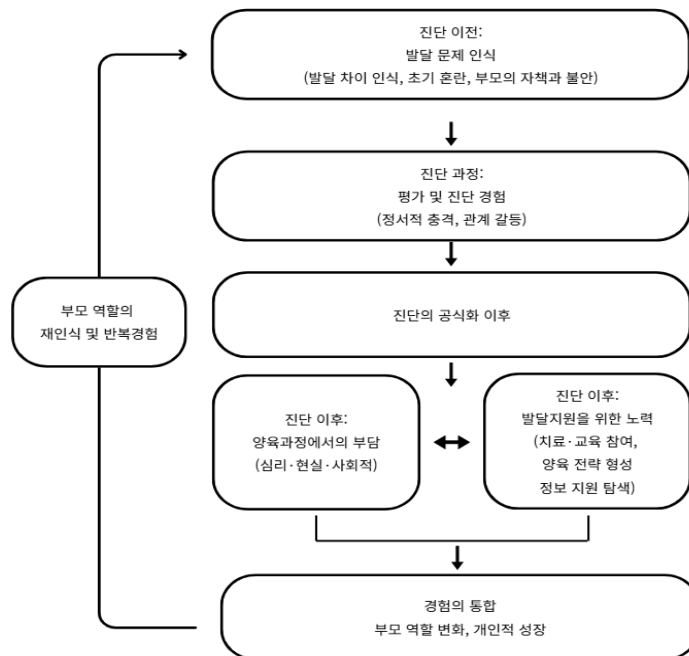 진단 이전:
발달 문제 인식
(발달 차이 인식, 초기 혼란, 부모의 자책과 불안)
진단 과정:
평가 및 진단 경험
(정서적 충격, 관계 갈등)
부모 역할의
재인식 및 반복경험
진단의 공식화 이후
진단 이후:
양육과정에서의 부담
(심리·현실·사회적)
진단 이후:
발달지원을 위한 노력
(치료·교육 참여,
양육 전략 형성
정보 지원 탐색)
경험의 통합
부모 역할 변화, 개인적 성장